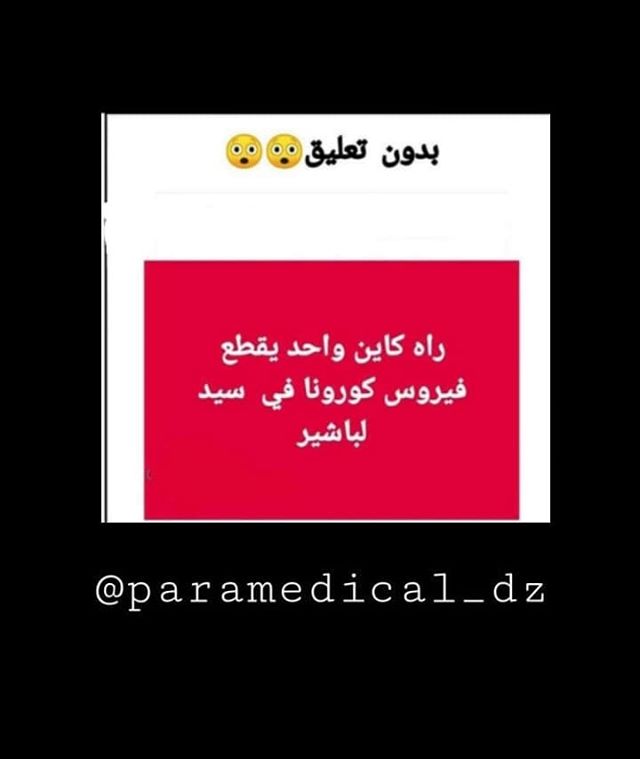 بدون تعليق😳😳
راه كاين واحد يقطع
فيروس كورونا في سيد
لباشير
@paramedical_dz